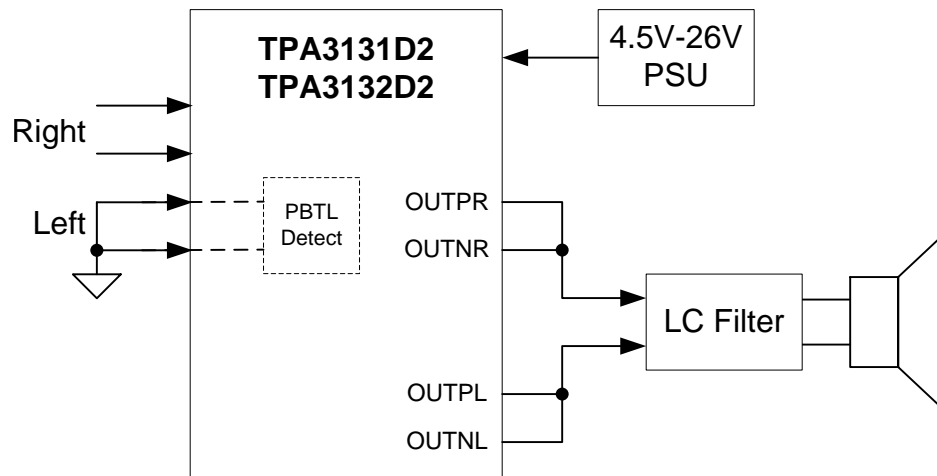 TPA3131D2
TPA3132D2
4.5V-26V
PSU
Right
Left
PBTL
Detect
OUTPR
OUTNR
LC Filter
OUTPL
OUTNL